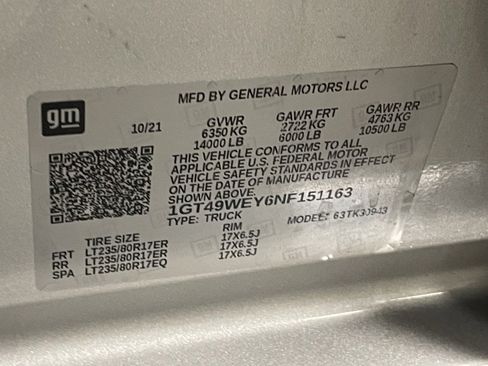 MFD BY GENERAL MOTORS LLC
gm
10/21
GVWR GAWR FRT GAWR RR
6350 KG 2722 KG 4763 KG
14000 LB 6000 LB 10500 LB
THIS VEHICLE CONFORMS TO ALL
APPLICABLE U.S. FEDERAL MOTOR
VEHICLE SAFETY STANDARDS IN EFFECT
ON THE DATE OF MANUFACTURE
SHOWN ABOVE
1GT49WEY6NF151163
TYPE: TRUCK MODEL: 63TK30943
TIRE SIZE RIM
FRT LT235/80R17ER 17X6.5J
RR LT235/80R17ER 17X6.5J
SPA LT235/80R17EQ 17X6.5J